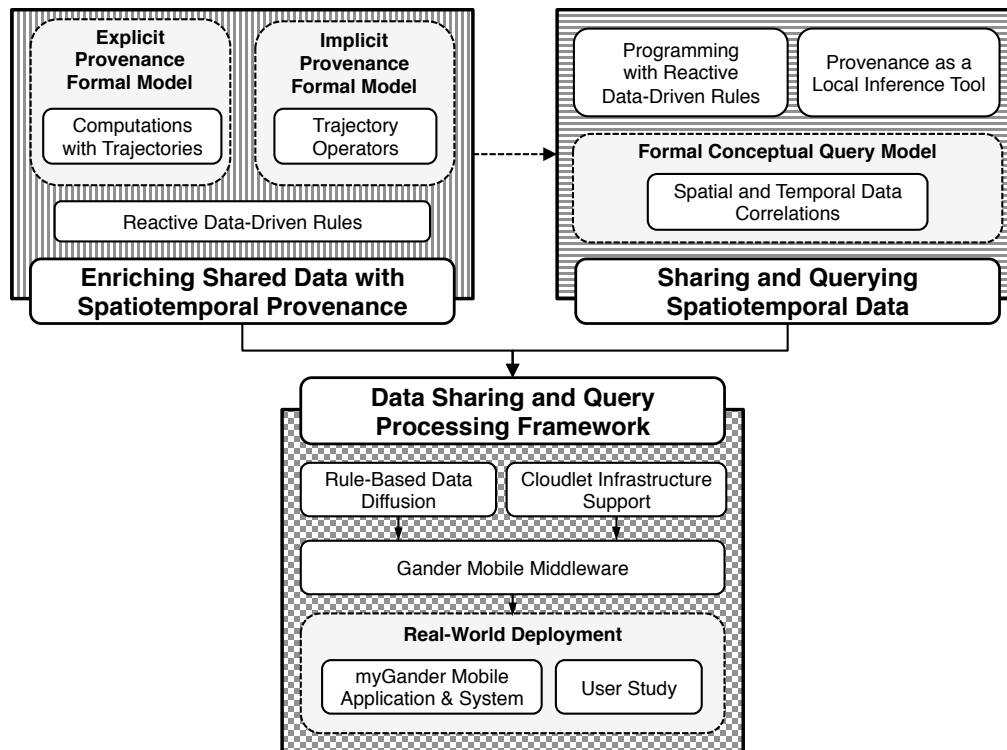 Explicit
Provenance
Formal Model
Computations
with Trajectories
Implicit
Provenance
Formal Model
Trajectory
Operators
Reactive Data-Driven Rules
Enriching Shared Data with
Spatiotemporal Provenance
Programming
with Reactive
Data-Driven Rules
Provenance as a
Local Inference Tool
Formal Conceptual Query Model
Spatial and Temporal Data
Correlations
Sharing and Querying
Spatiotemporal Data
Data Sharing and Query
Processing Framework
Rule-Based Data
Diffusion
Cloudlet Infrastructure
Support
Gander Mobile Middleware
Real-World Deployment
myGander Mobile
Application & System
User Study